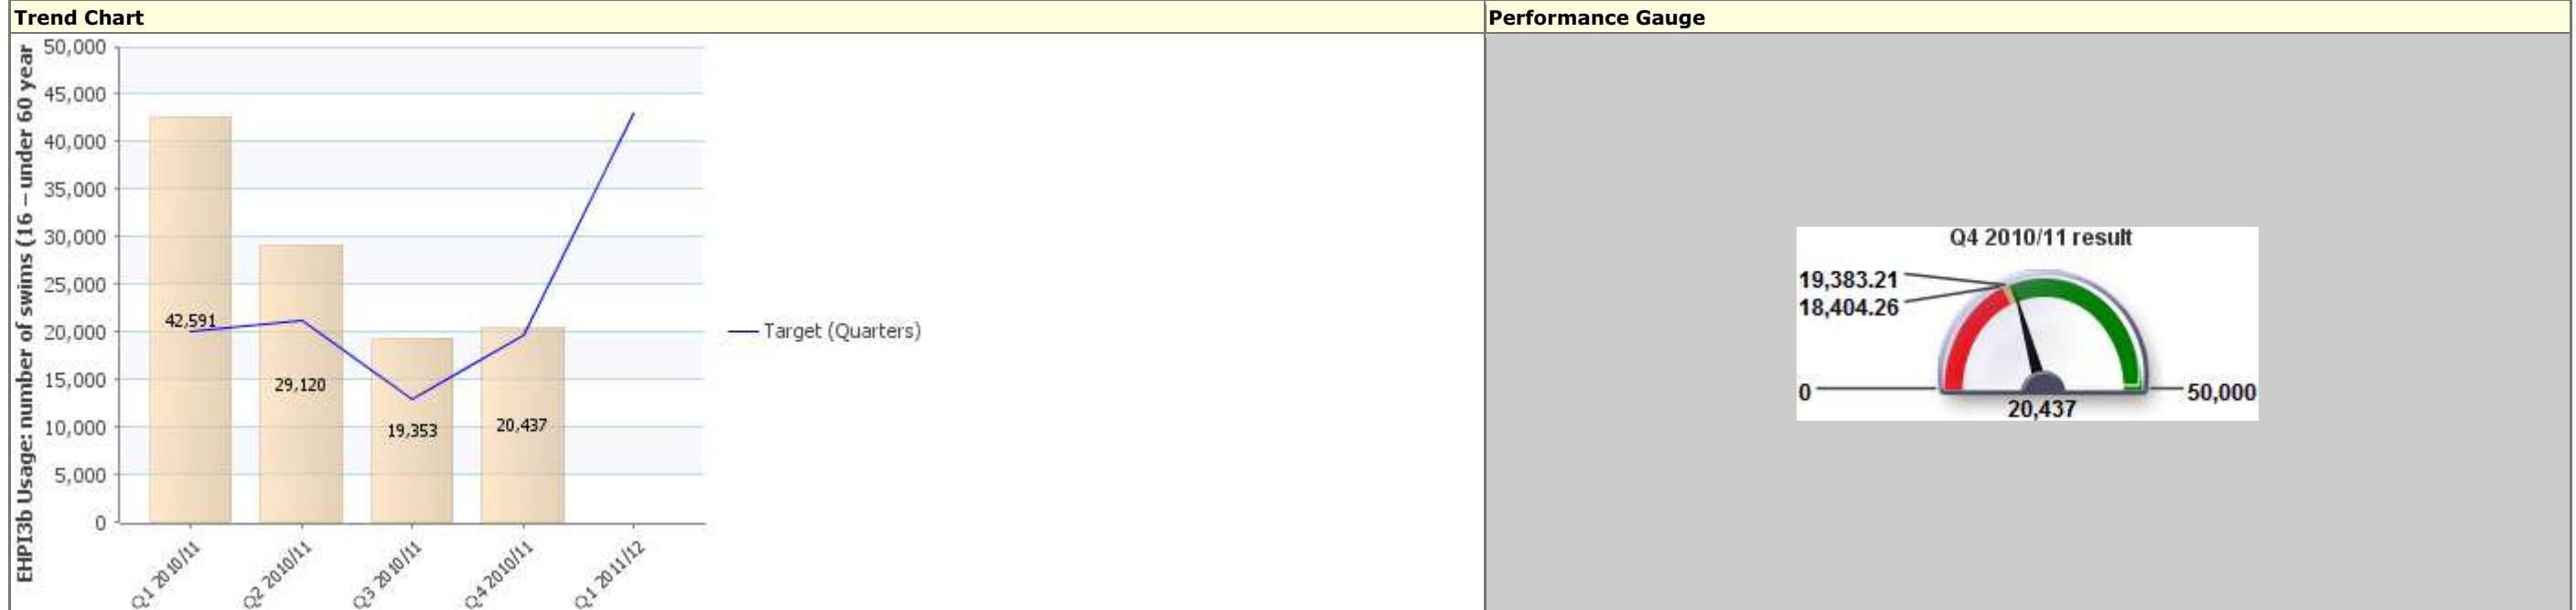 Trend Chart
Performance Gauge
EHPI3b Usage: number of swims (16 – under 60 year
50,000
45,000
40,000
35,000
30,000
25,000
20,000
15,000
10,000
5,000
0
42,591
29,120
19,353
20,437
Q1 2010/11
Q2 2010/11
Q3 2010/11
Q4 2010/11
Q1 2011/12
Target (Quarters)
Q4 2010/11 result
19,383.21
18,404.26
0
50,000
20,437